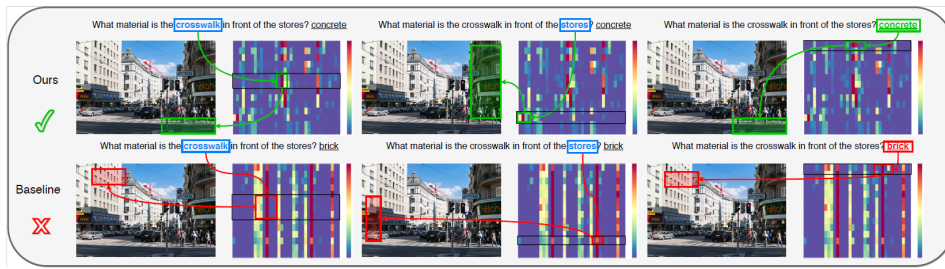 What material is the crosswalk in front of the stores? concrete
What material is the crosswalk in front of the stores? concrete
What material is the crosswalk in front of the stores? concrete
Ours
What material is the crosswalk in front of the stores? brick
What material is the crosswalk in front of the stores? brick
What material is the crosswalk in front of the stores? brick
Baseline